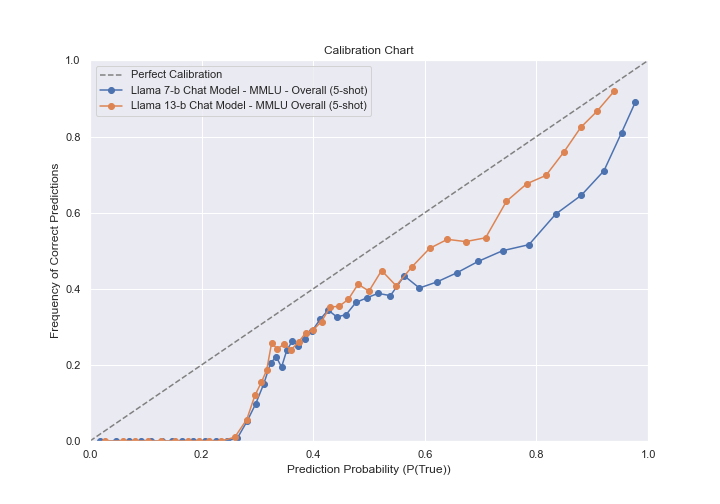 Calibration Chart
1.0
Perfect Calibration
Llama 7-b Chat Model - MMLU - Overall (5-shot)
Llama 13-b Chat Model - MMLU Overall (5-shot)
0.8
0.6
0.4
0.2
0.0
Frequency of Correct Predictions
0.0 0.2 0.4 0.6 0.8 1.0
Prediction Probability (P(True))